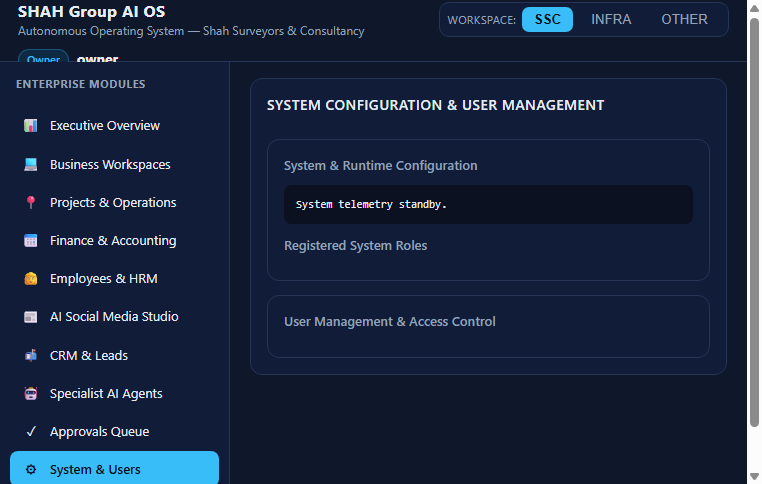 SHAH Group AI OS
Autonomous Operating System — Shah Surveyors & Consultancy
WORKSPACE: SSC INFRA OTHER
Owner owner
ENTERPRISE MODULES
Executive Overview
Business Workspaces
Projects & Operations
Finance & Accounting
Employees & HRM
AI Social Media Studio
CRM & Leads
Specialist AI Agents
Approvals Queue
System & Users
SYSTEM CONFIGURATION & USER MANAGEMENT
System & Runtime Configuration
System telemetry standby.
Registered System Roles
User Management & Access Control